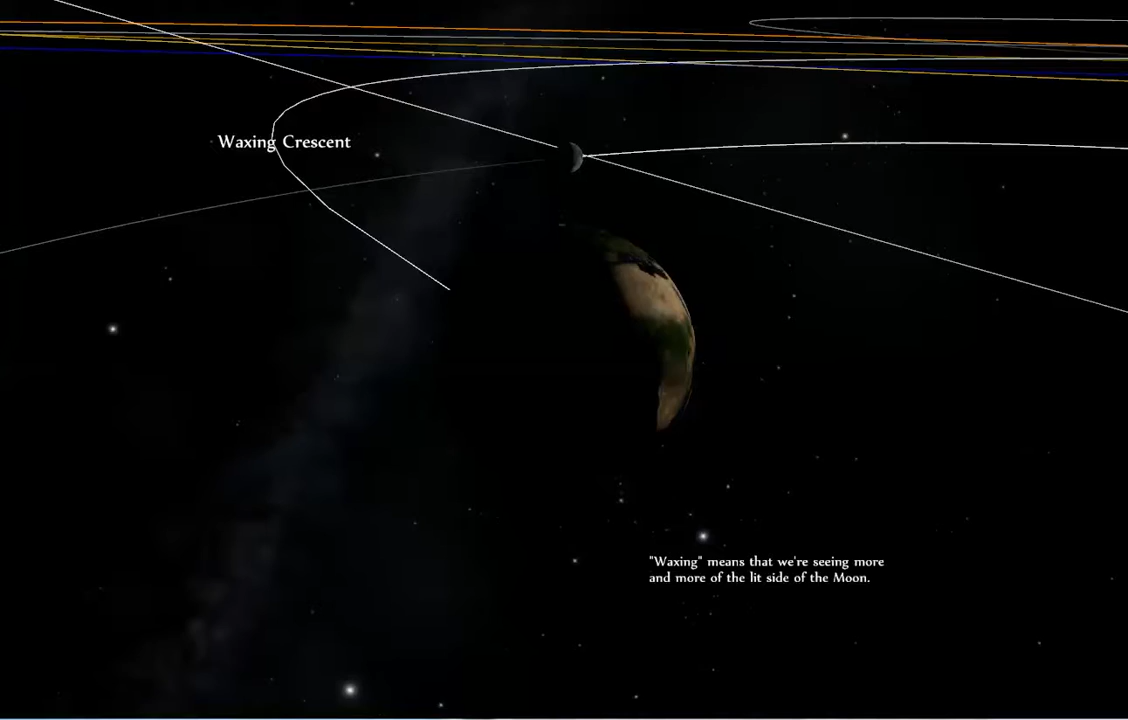 Waxing Crescent
"Waxing" means that we're seeing more
and more of the lit side of the Moon.